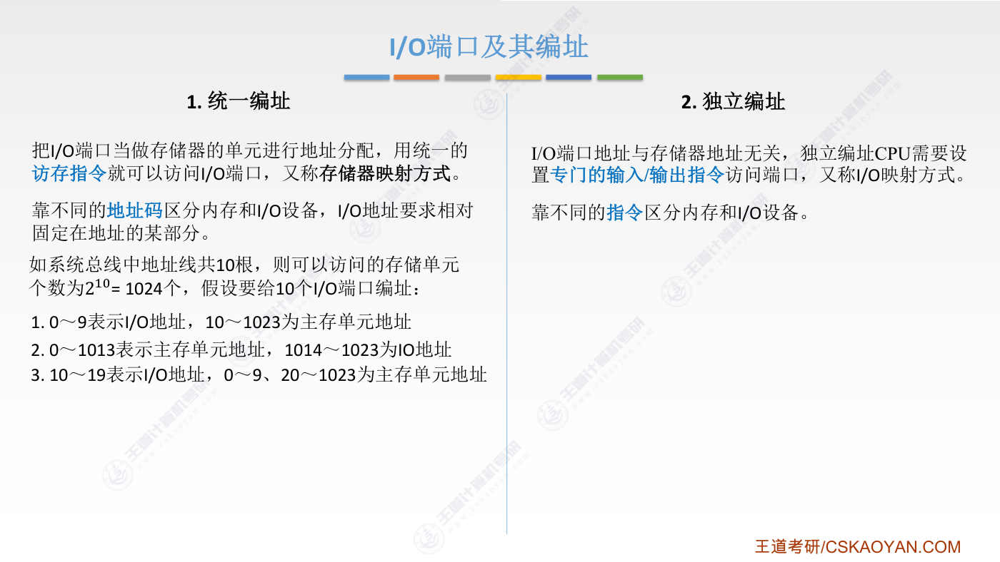 I/O端口及其编址
1. 统一编址
把I/O端口当做存储器的单元进行地址分配，用统一的
访存指令就可以访问I/O端口，又称存储器映射方式。
靠不同的地址码区分内存和I/O设备，I/O地址要求相对
固定在地址的某部分。
如系统总线中地址线共10根，则可以访问的存储单元
个数为2^10= 1024个，假设要给10个I/O端口编址：
1. 0～9表示I/O地址，10～1023为主存单元地址
2. 0～1013表示主存单元地址，1014～1023为IO地址
3. 10～19表示I/O地址，0～9、20～1023为主存单元地址
2. 独立编址
I/O端口地址与存储器地址无关，独立编址CPU需要设
置专门的输入/输出指令访问端口，又称I/O映射方式。
靠不同的指令区分内存和I/O设备。
王道考研/CSKAOYAN.COM
王道计算机考研
www.cskaoyan.com